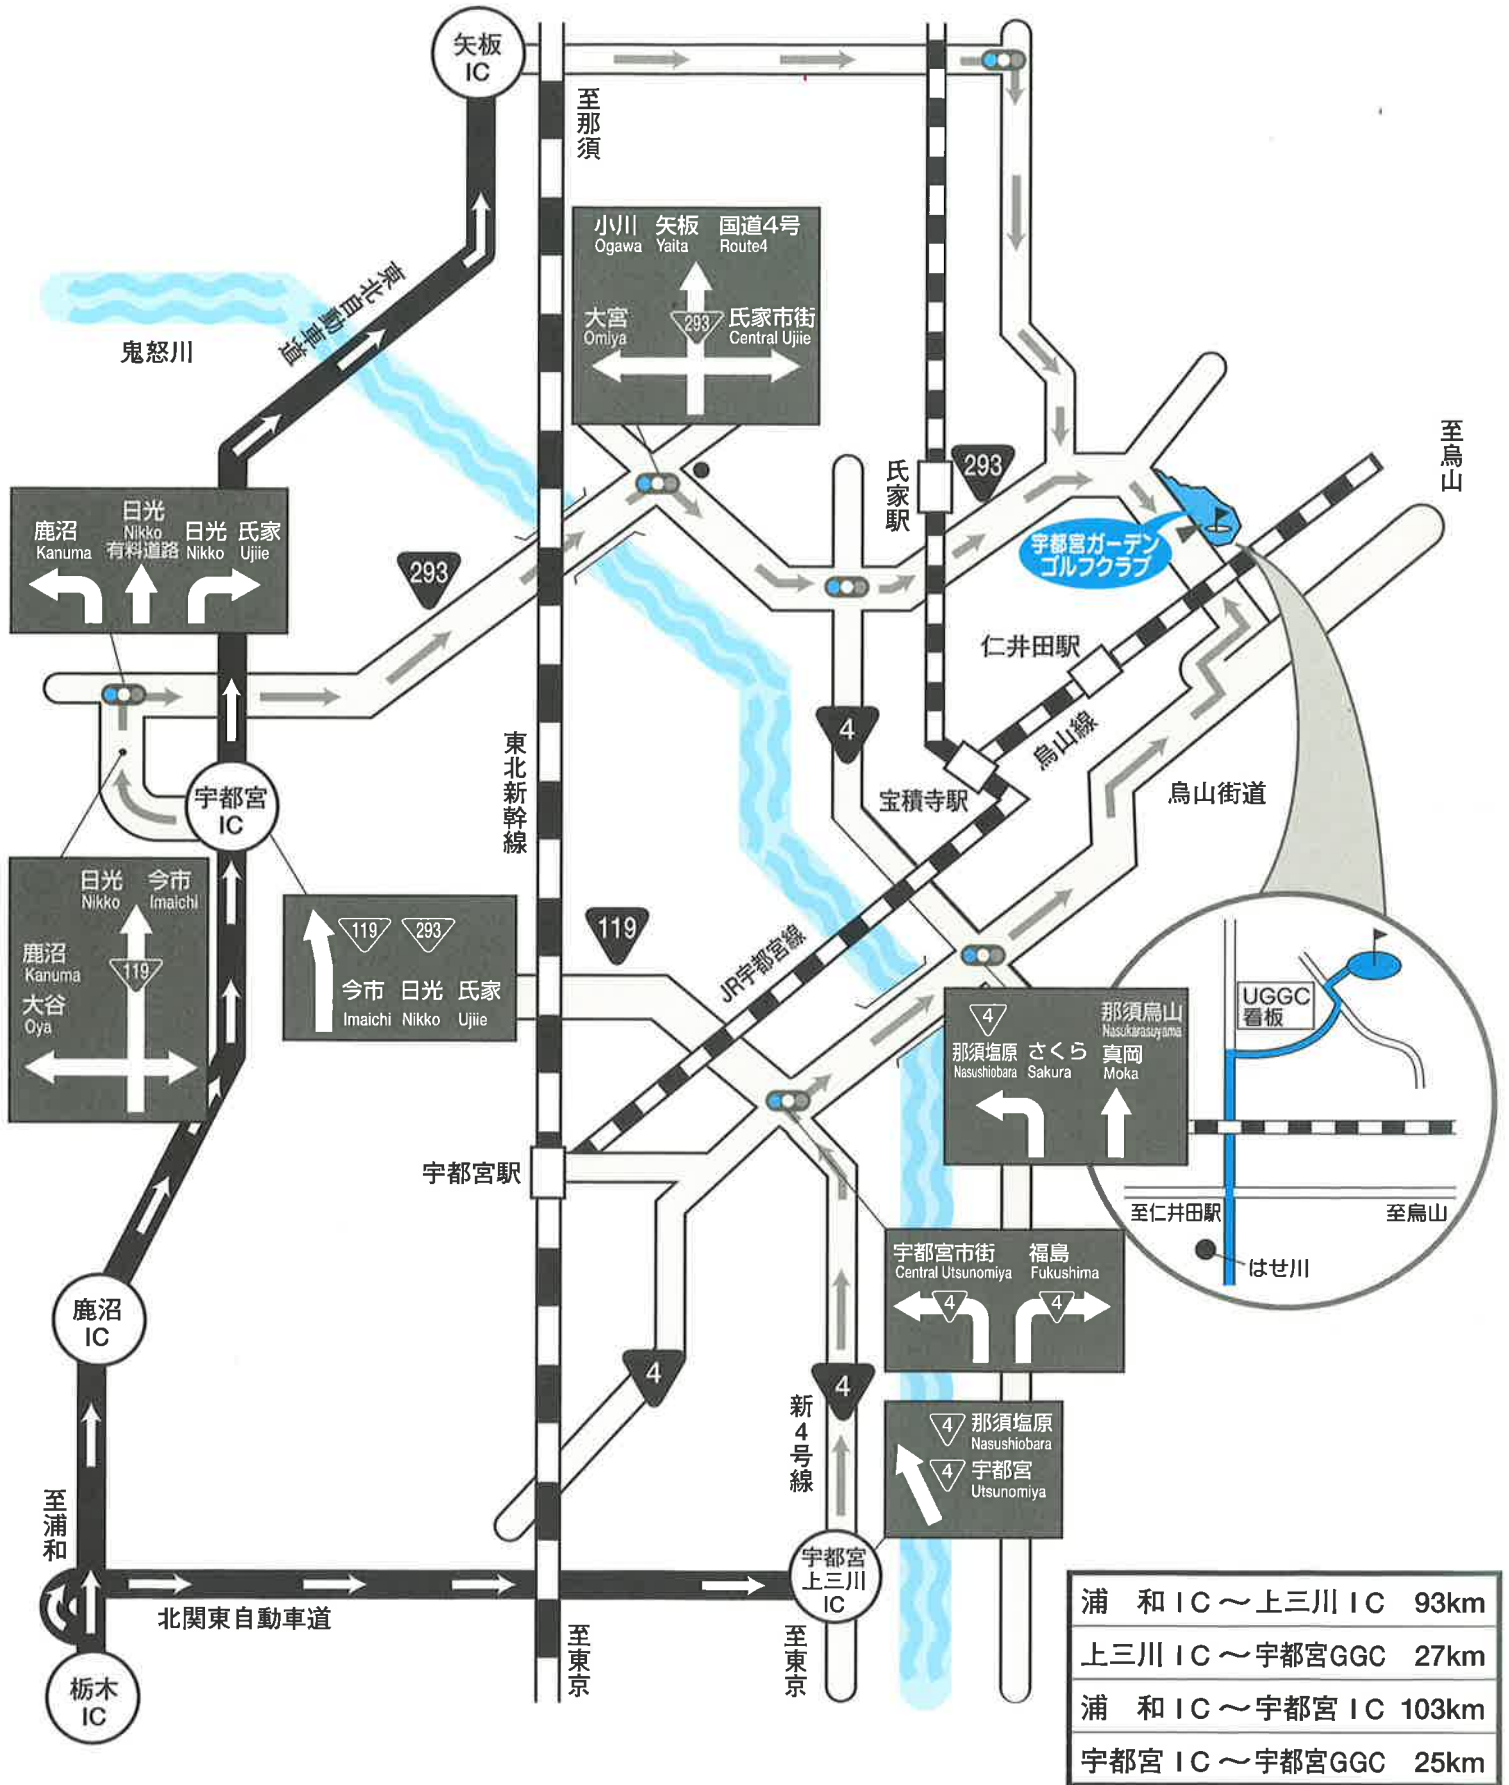 矢板
IC
至那須
小川 矢板 国道4号
Ogawa Yaita Route4
大宮 293 氏家市街
Omiya Central Ujiie
東北自動車道
鬼怒川
至烏山
氏家駅
293
宇都宮ガーデン
ゴルフクラブ
鹿沼 日光 日光 氏家
Kanuma Nikko Nikko Ujiie
有料道路
293
仁井田駅
4
烏山線
東北新幹線
宝積寺駅
烏山街道
宇都宮
IC
日光 今市
Nikko Imaichi
鹿沼
Kanuma
119
大谷
Oya
119 293
今市 日光 氏家
Imaichi Nikko Ujiie
119
JR宇都宮線
4
那須塩原 さくら
Nasushiobara Sakura
那須烏山
Nasukarasuyama
真岡
Moka
UGGC
看板
至仁井田駅
至烏山
はせ川
宇都宮駅
宇都宮市街 福島
Central Utsunomiya Fukushima
4 4
鹿沼
IC
4
4
新4号線
4 那須塩原
Nasushiobara
4 宇都宮
Utsunomiya
至浦和
宇都宮
上三川
IC
北関東自動車道
至東京
至東京
栃木
IC
浦 和 IC～上三川 IC 93km
上三川 IC～宇都宮GGC 27km
浦 和 IC～宇都宮 IC 103km
宇都宮 IC～宇都宮GGC 25km